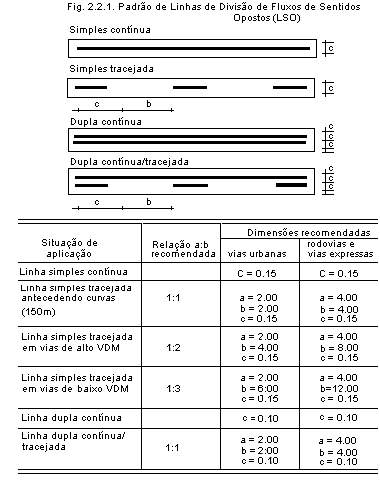 Fig. 2.2.1. Padrão de Linhas de Divisão de Fluxos de Sentidos
Opostos (LSO)
Simples contínua
c
Simples tracejada
c
c b
Dupla contínua
c
c
c
Dupla contínua/tracejada
c
c
c
c b
Situação de aplicação
Relação a:b recomendada
Dimensões recomendadas
vias urbanas
rodovias e vias expressas
Linha simples contínua
C = 0.15
C = 0.15
Linha simples tracejada
antecedendo curvas
(150m)
1:1
a = 2.00
b = 2.00
c = 0.15
a = 4.00
b = 4.00
c = 0.15
Linha simples tracejada
em vias de alto VDM
1:2
a = 2.00
b = 4.00
c = 0.15
a = 4.00
b = 8.00
c = 0.15
Linha simples tracejada
em vias de baixo VDM
1:3
a = 2.00
b = 6:00
c = 0.15
a = 4.00
b=12.00
c = 0.15
Linha dupla contínua
c = 0.10
c = 0.10
Linha dupla contínua/
tracejada
1:1
a = 2.00
b = 2:00
c = 0.10
a = 4.00
b = 4.00
c = 0.10